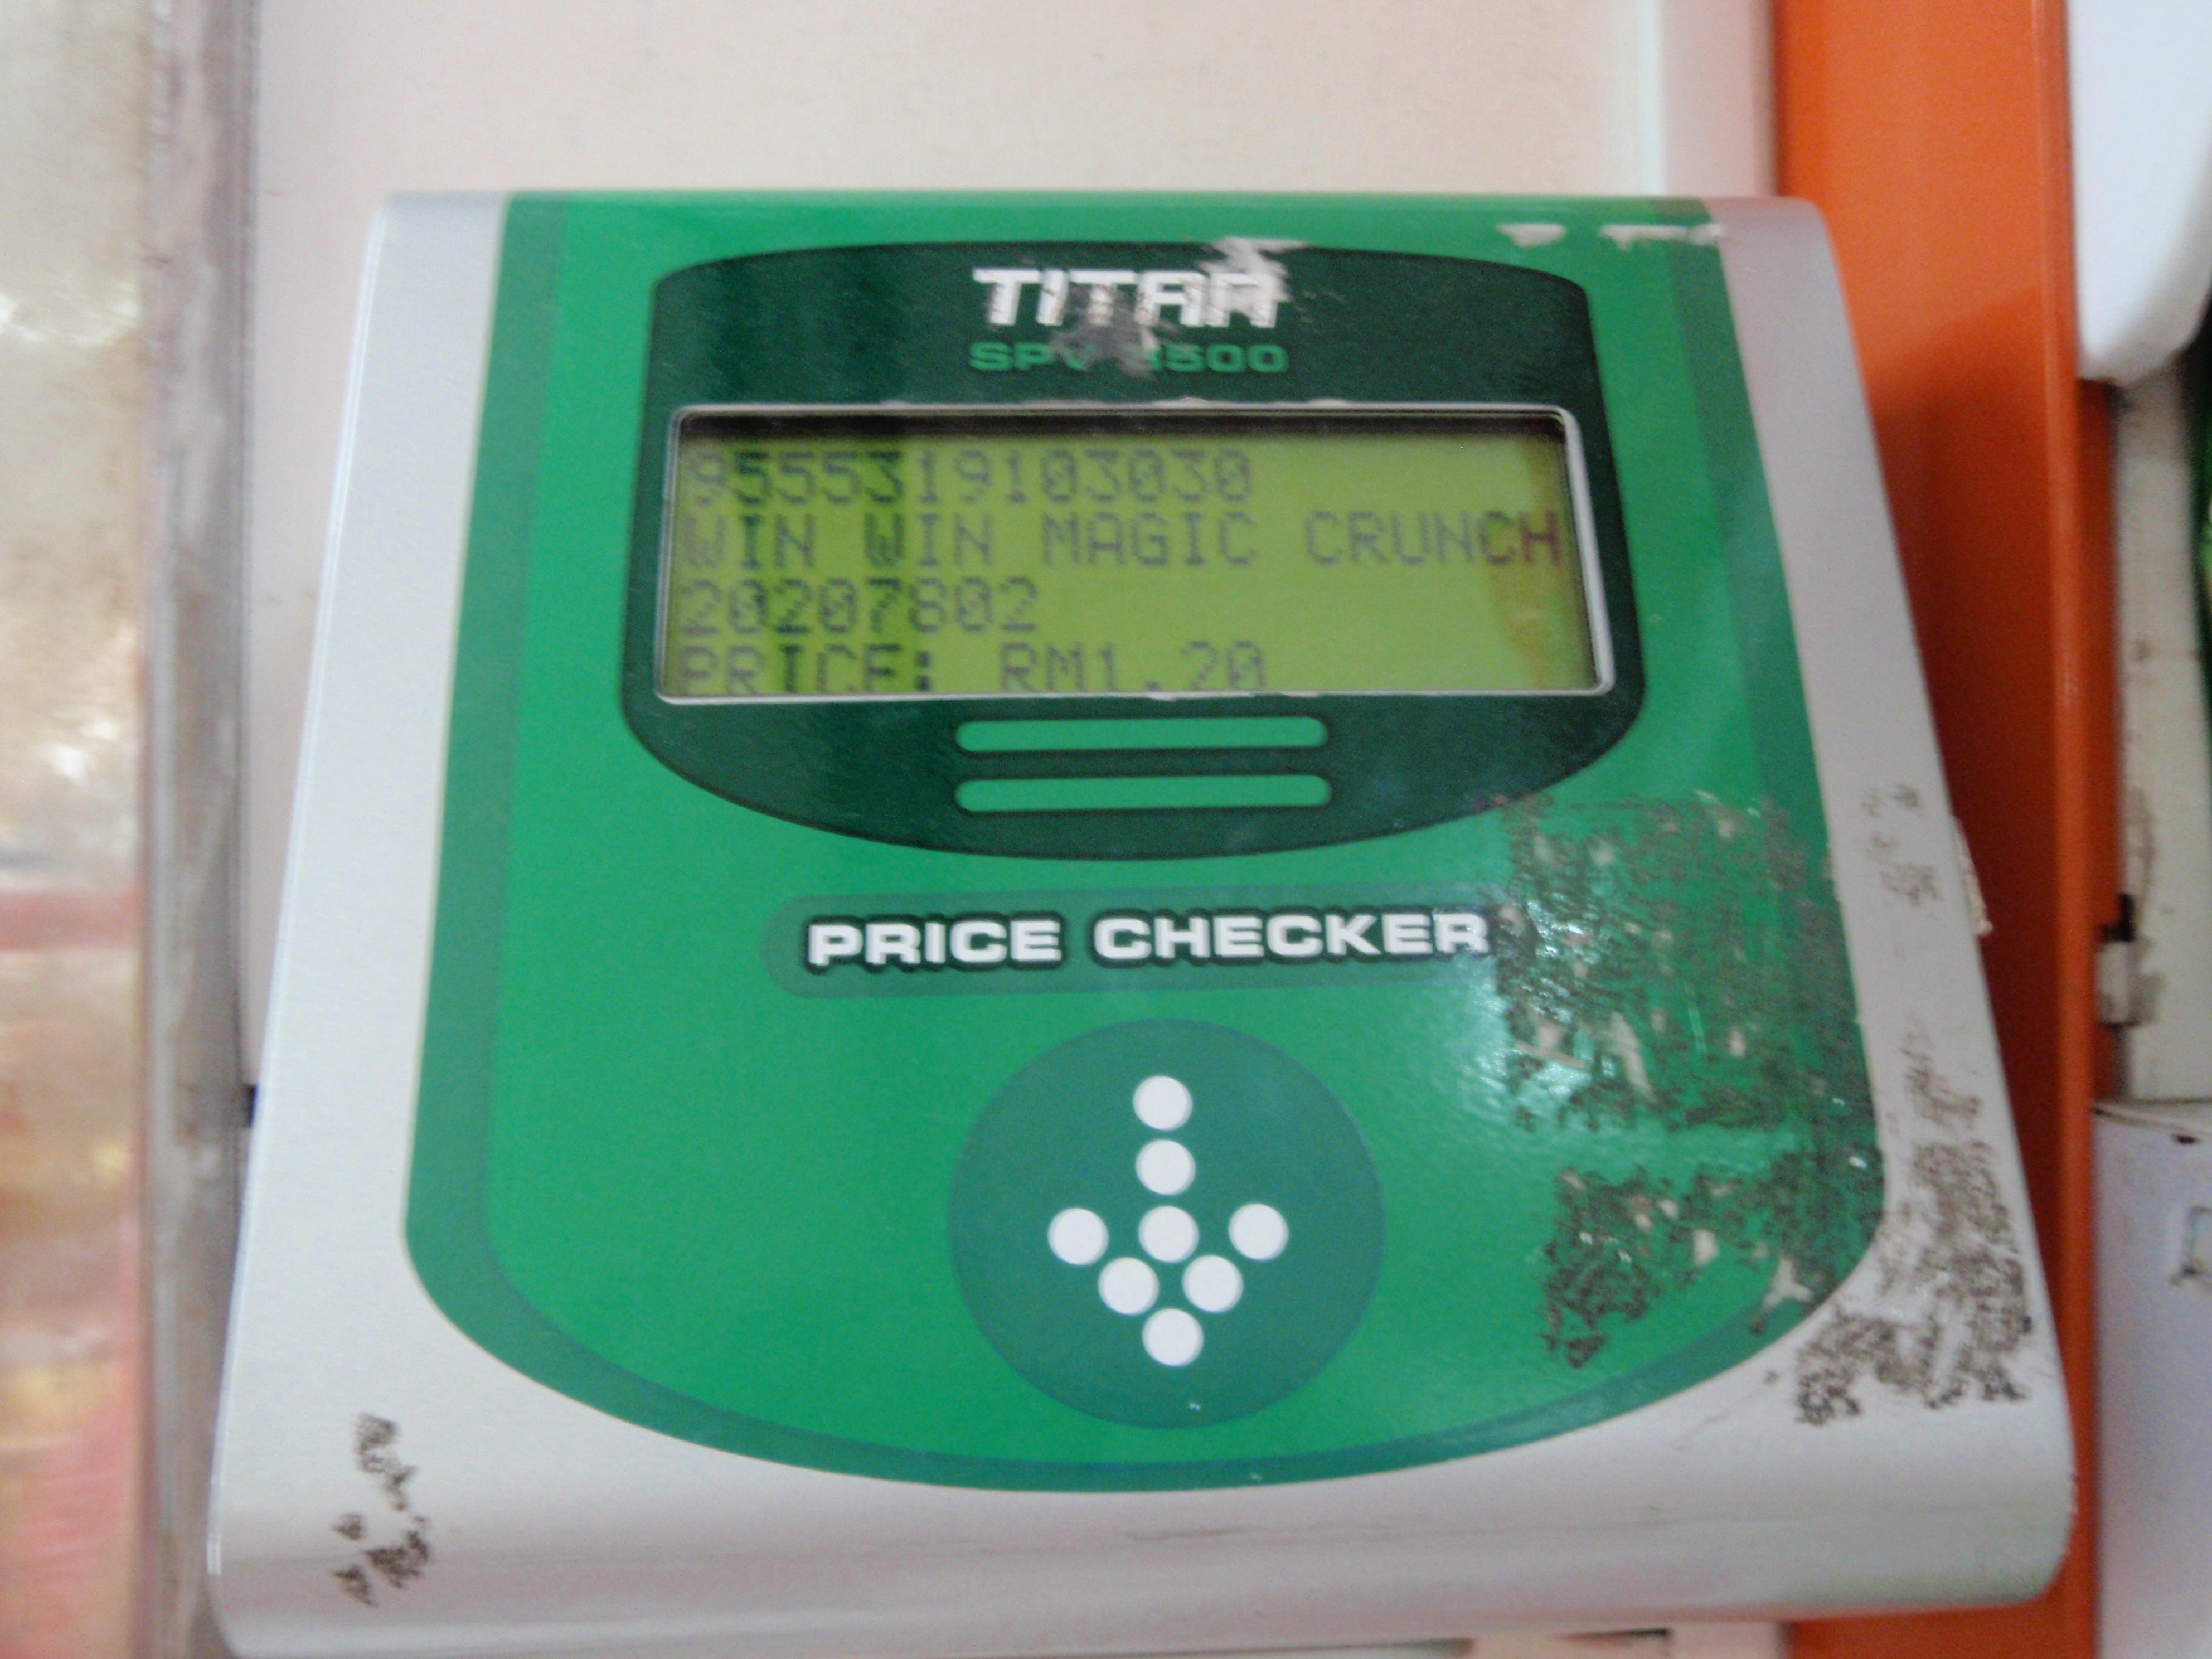 TITAN
9555319103030
WIN WIN MAGIC CRUNCH
20207802
PRICE: RM1.20
PRICE CHECKER